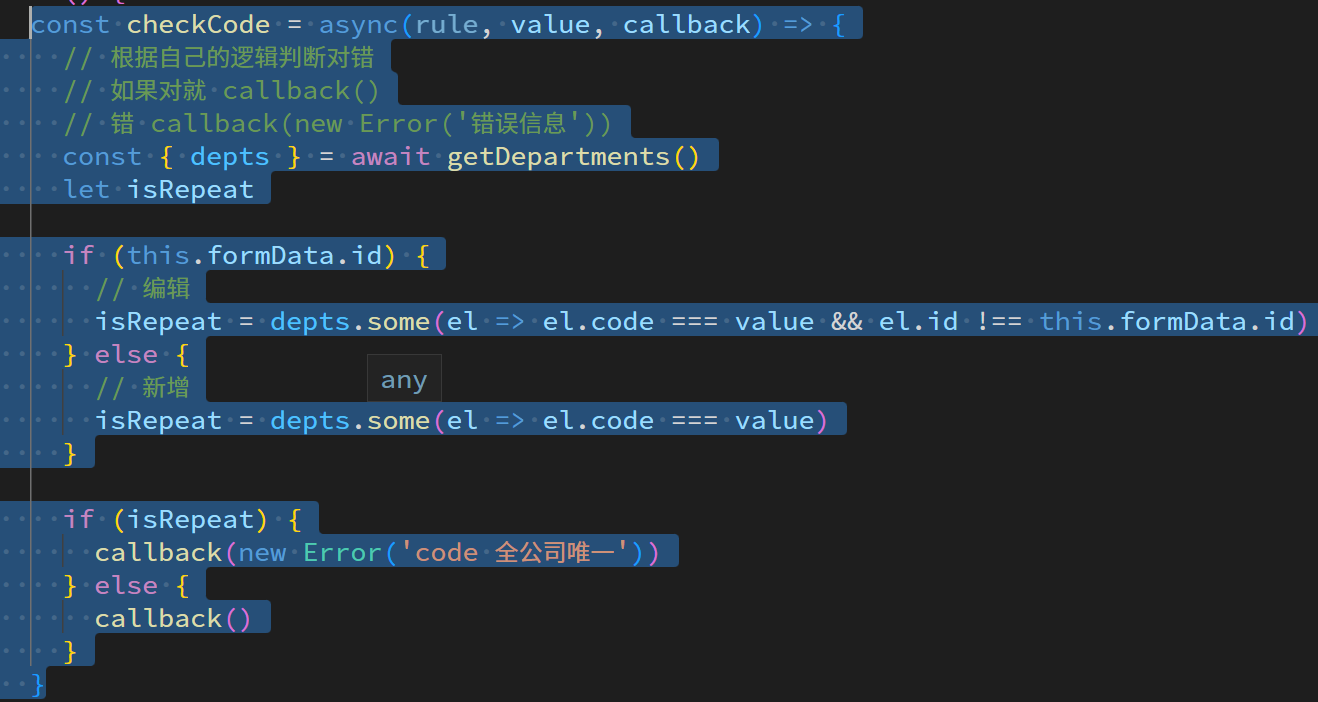 const checkCode = async(rule, value, callback) => {
// 根据自己的逻辑判断对错
// 如果对就 callback()
// 错 callback(new Error('错误信息'))
const { depts } = await getDepartments()
let isRepeat
if (this.formData.id) {
// 编辑
isRepeat = depts.some(el => el.code === value && el.id !== this.formData.id)
} else {
any
// 新增
isRepeat = depts.some(el => el.code === value)
}
if (isRepeat) {
callback(new Error('code 全公司唯一'))
} else {
callback()
}
}